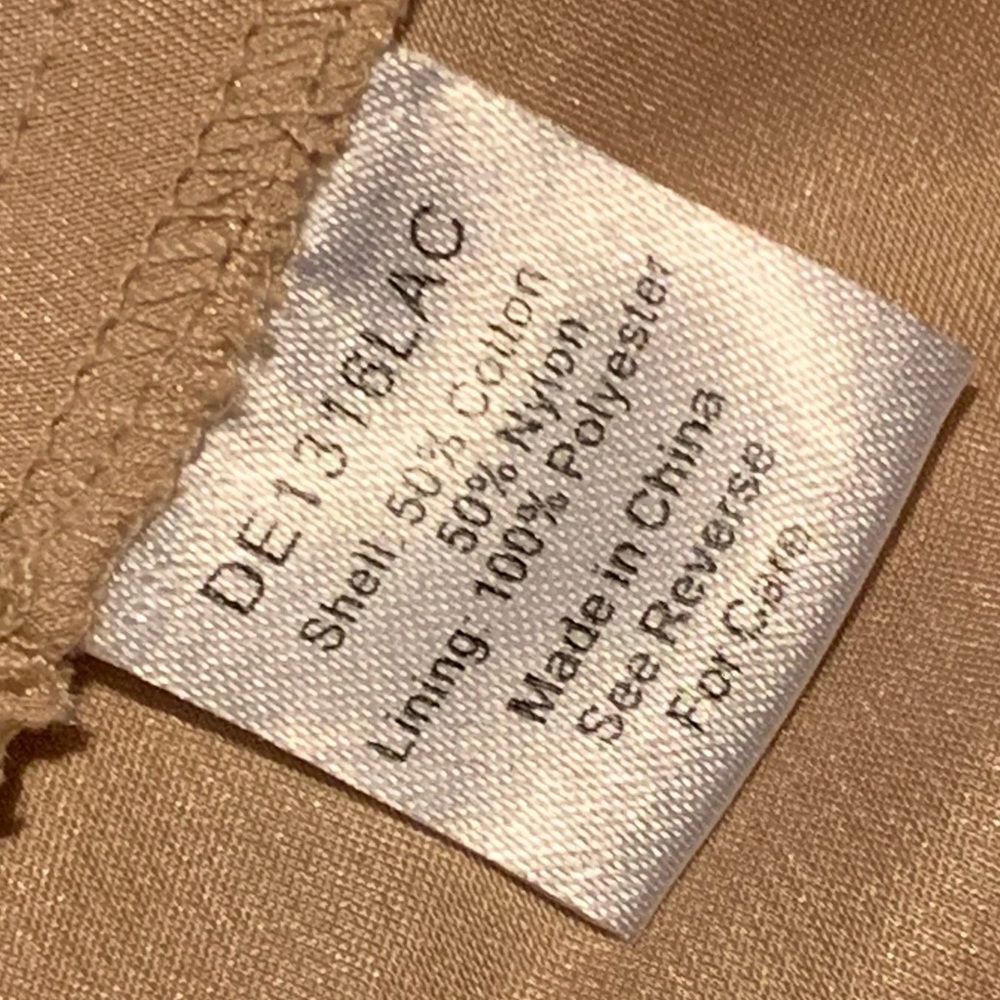 DE1316LAC
Shell: 50% Cotton
50% Nylon
Lining: 100% Polyester
Made in China
See Reverse
For Care